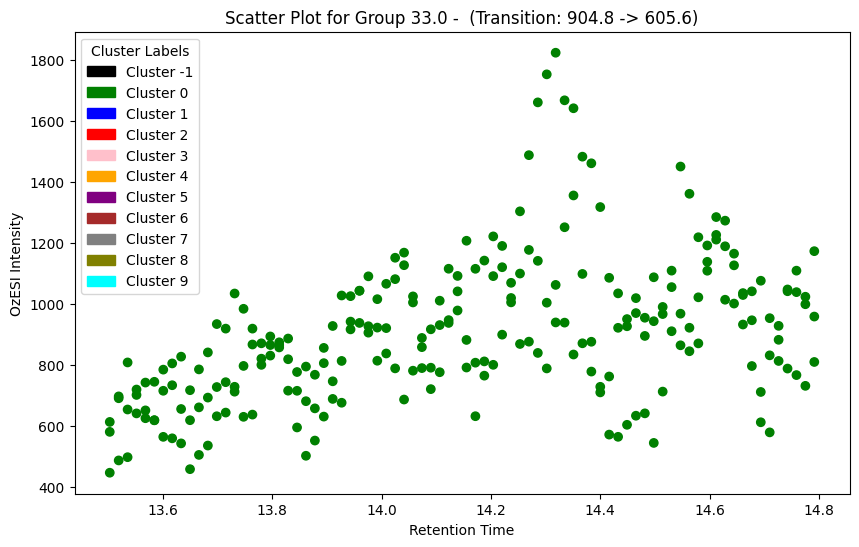 Scatter Plot for Group 33.0 -  (Transition: 904.8 -> 605.6)
Cluster Labels
Cluster -1
Cluster 0
Cluster 1
Cluster 2
Cluster 3
Cluster 4
Cluster 5
Cluster 6
Cluster 7
Cluster 8
Cluster 9
OzESI Intensity
1800
1600
1400
1200
1000
800
600
400
13.6 13.8 14.0 14.2 14.4 14.6 14.8
Retention Time